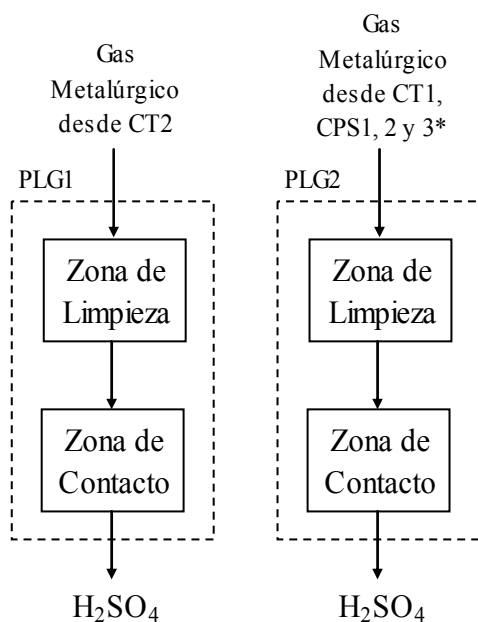 Gas
Metalúrgico
desde CT2
PLG1
Zona de
Limpieza
Zona de
Contacto
H₂SO₄
Gas
Metalúrgico
desde CT1,
CPS1, 2 y 3*
PLG2
Zona de
Limpieza
Zona de
Contacto
H₂SO₄